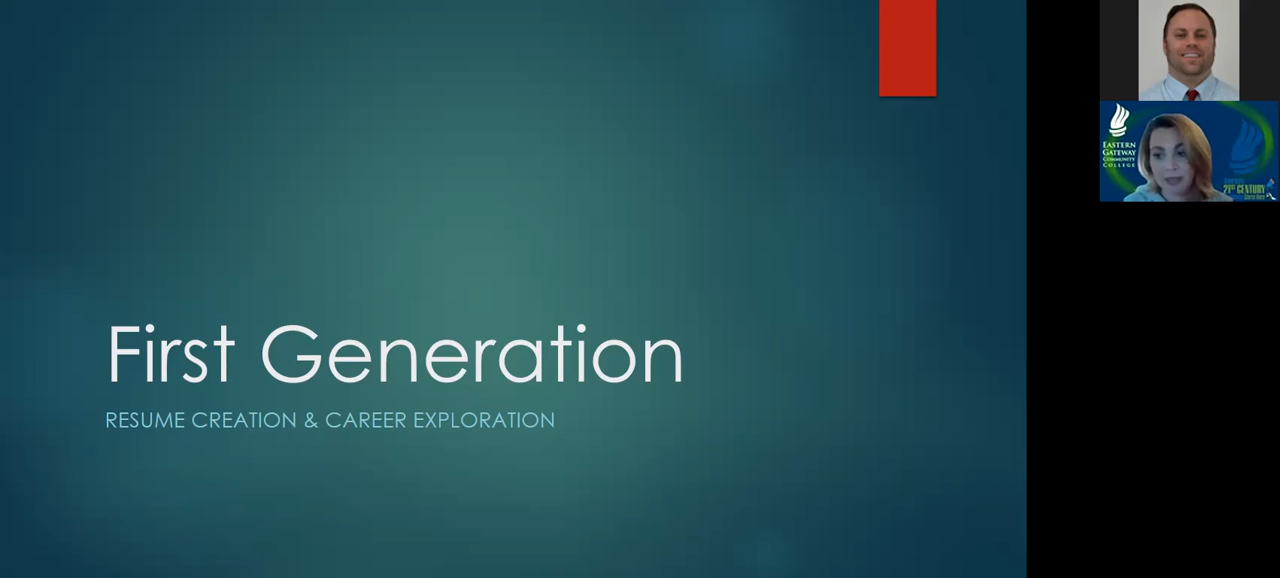 First Generation
RESUME CREATION & CAREER EXPLORATION
EASTERN
GATEWAY
COMMUNITY
COLLEGE
21ST CENTURY